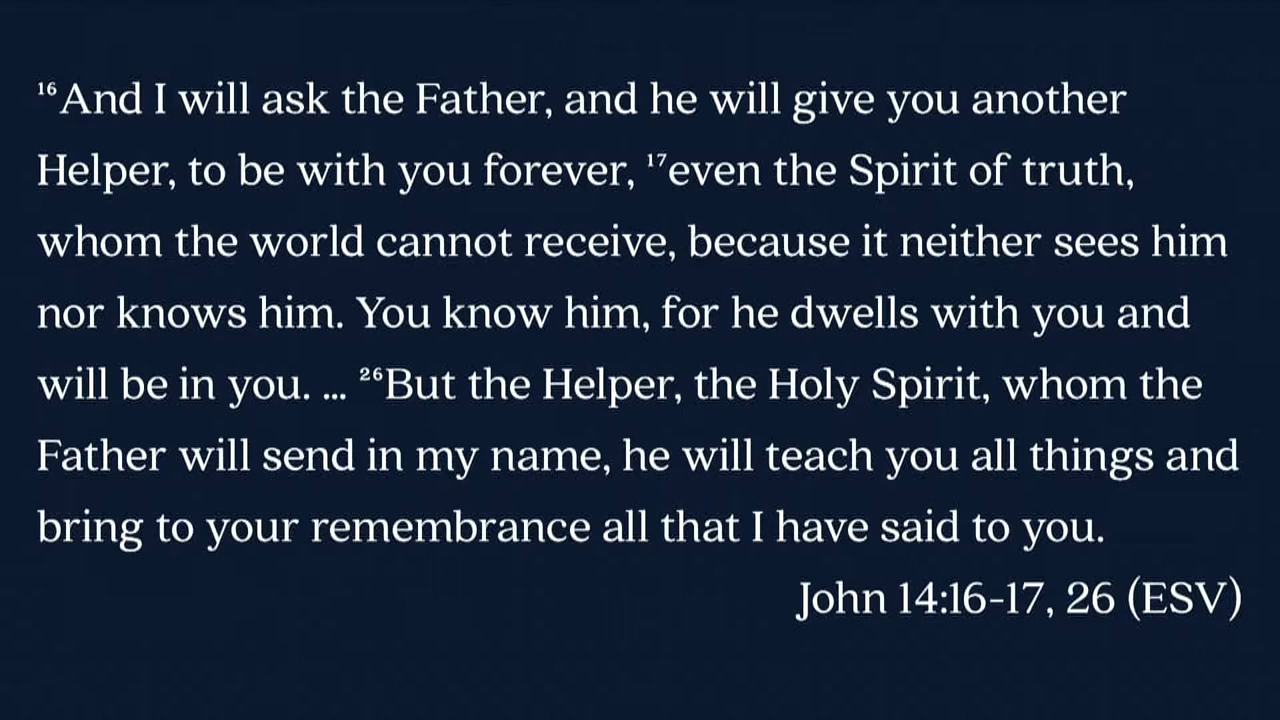 ¹⁶And I will ask the Father, and he will give you another
Helper, to be with you forever, ¹⁷even the Spirit of truth,
whom the world cannot receive, because it neither sees him
nor knows him. You know him, for he dwells with you and
will be in you. ... ²⁶But the Helper, the Holy Spirit, whom the
Father will send in my name, he will teach you all things and
bring to your remembrance all that I have said to you.
John 14:16-17, 26 (ESV)